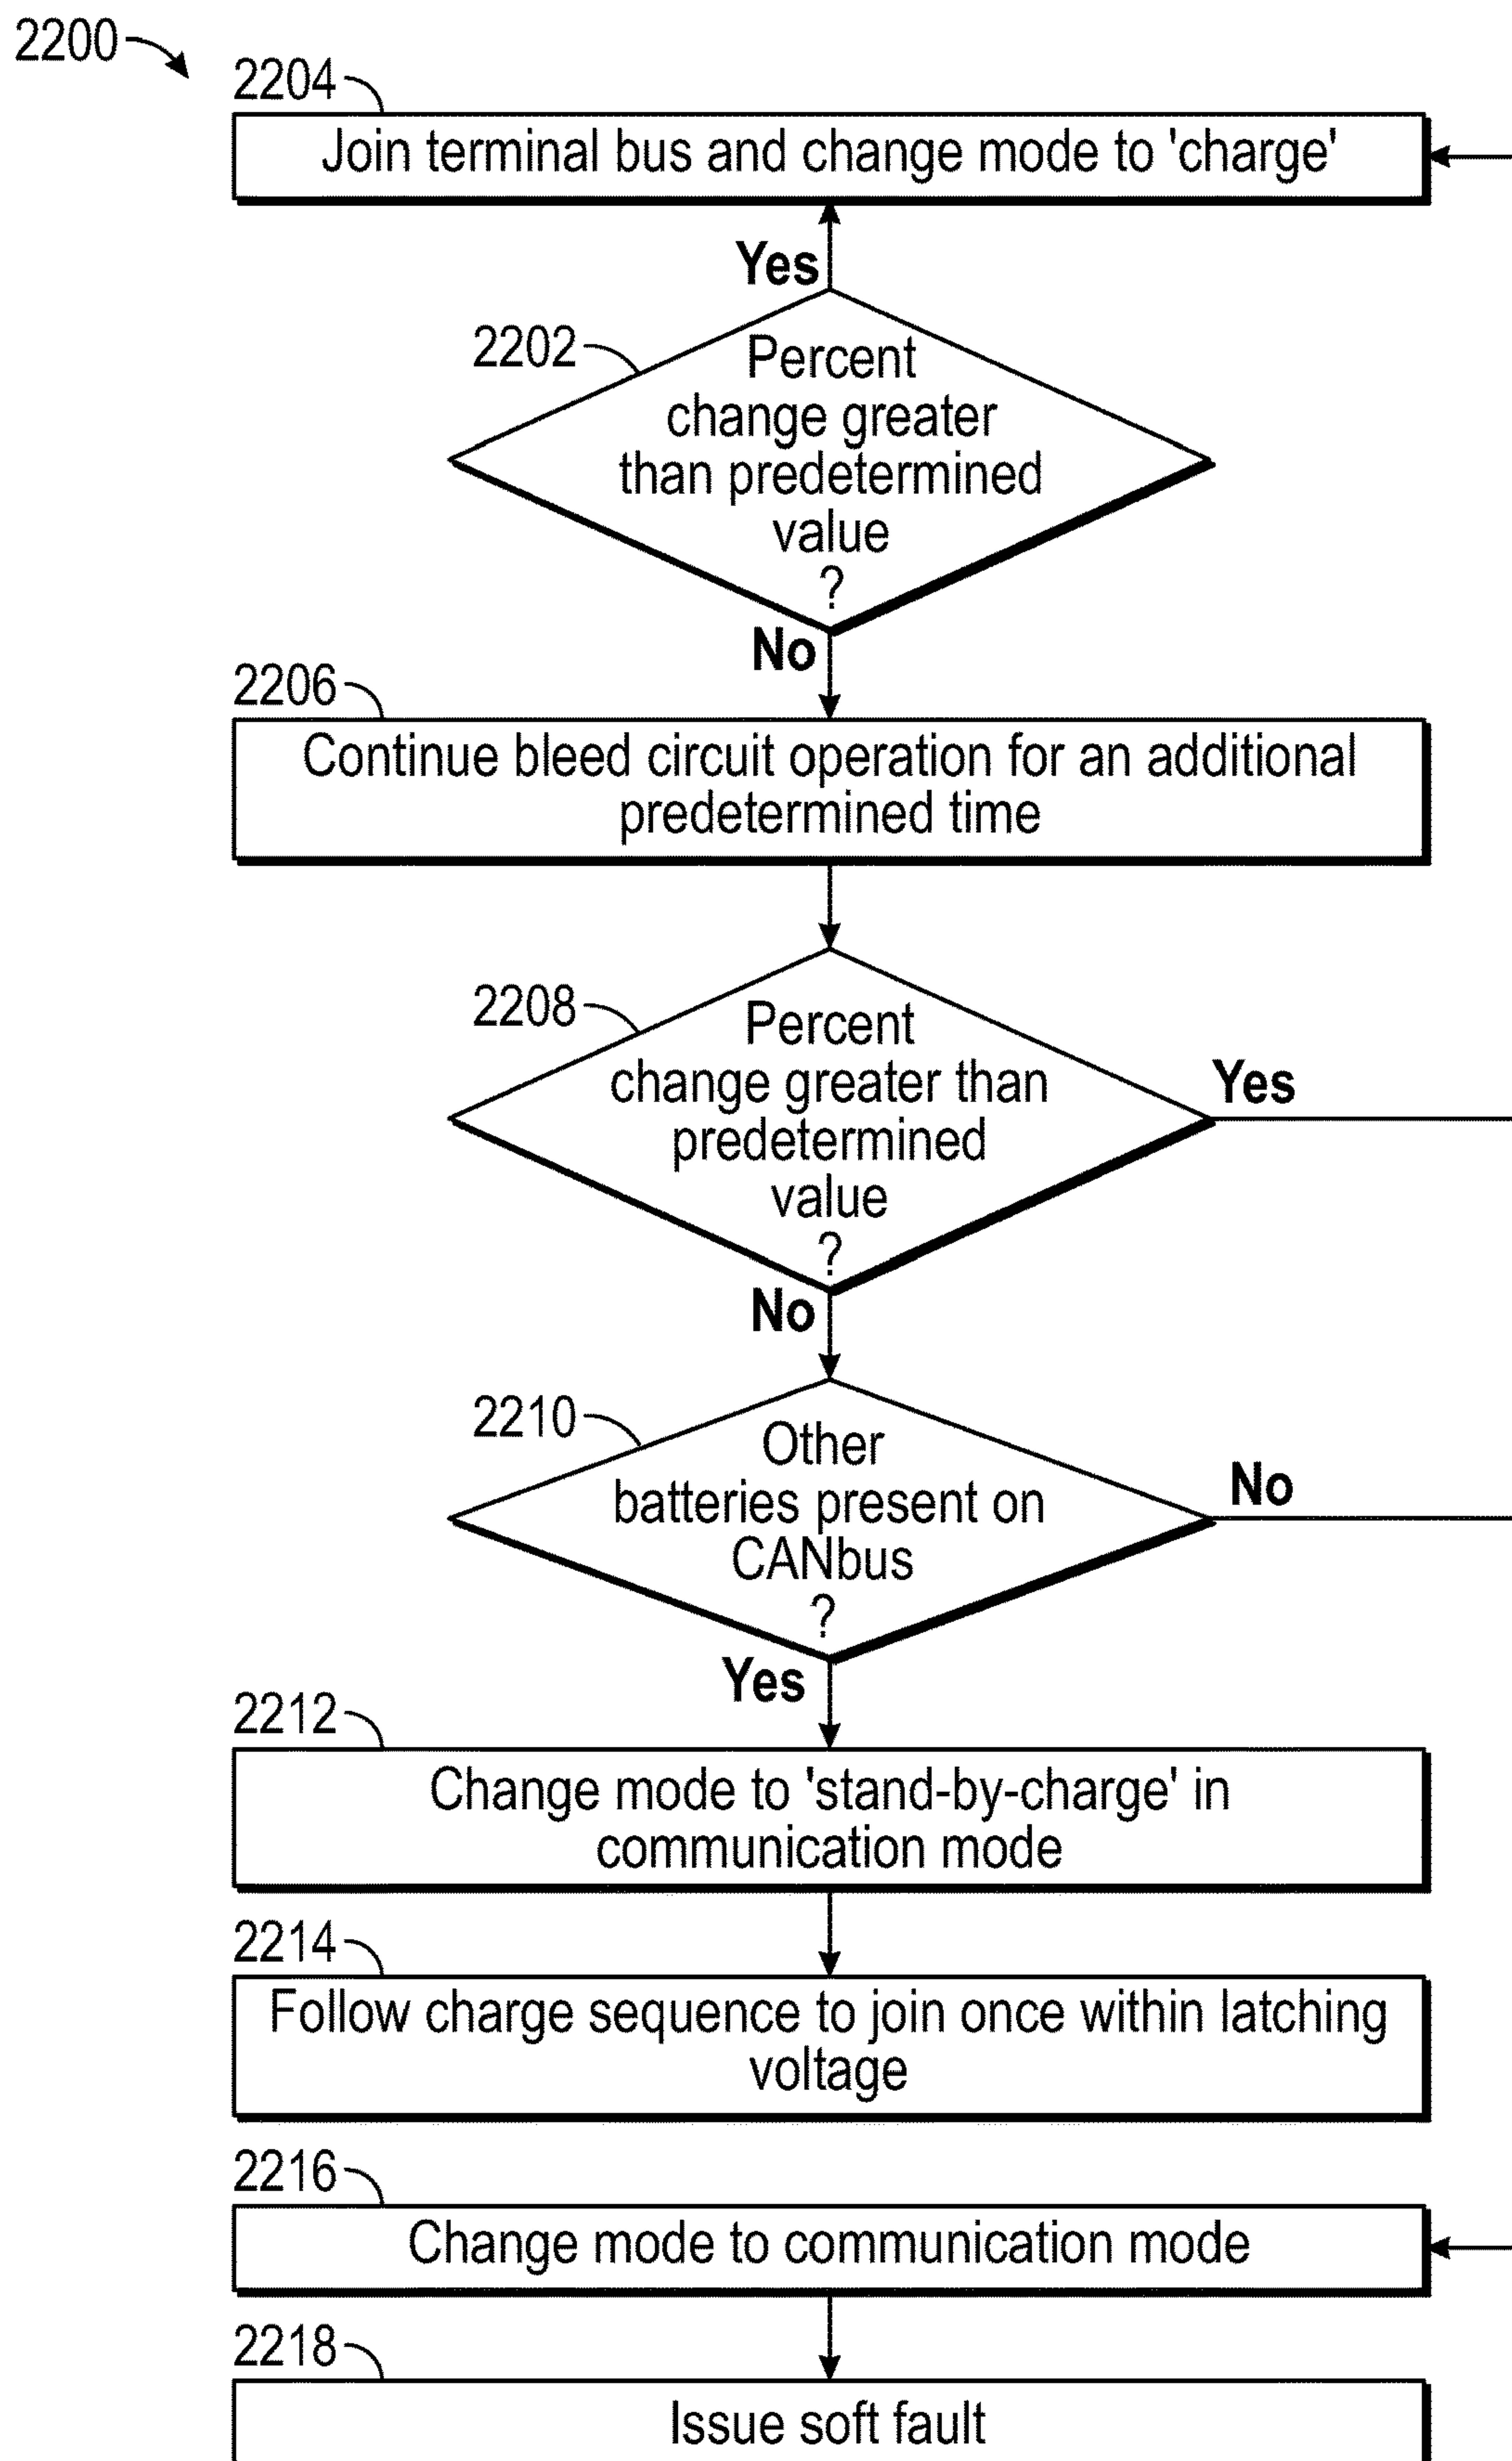 2200
2204
Join terminal bus and change mode to 'charge'
Yes
2202
Percent
change greater
than predetermined
value
?
No
2206
Continue bleed circuit operation for an additional
predetermined time
2208
Percent
change greater than
predetermined
value
?
Yes
No
2210
Other
batteries present on
CANbus
?
No
Yes
2212
Change mode to 'stand-by-charge' in
communication mode
2214
Follow charge sequence to join once within latching
voltage
2216
Change mode to communication mode
2218
Issue soft fault